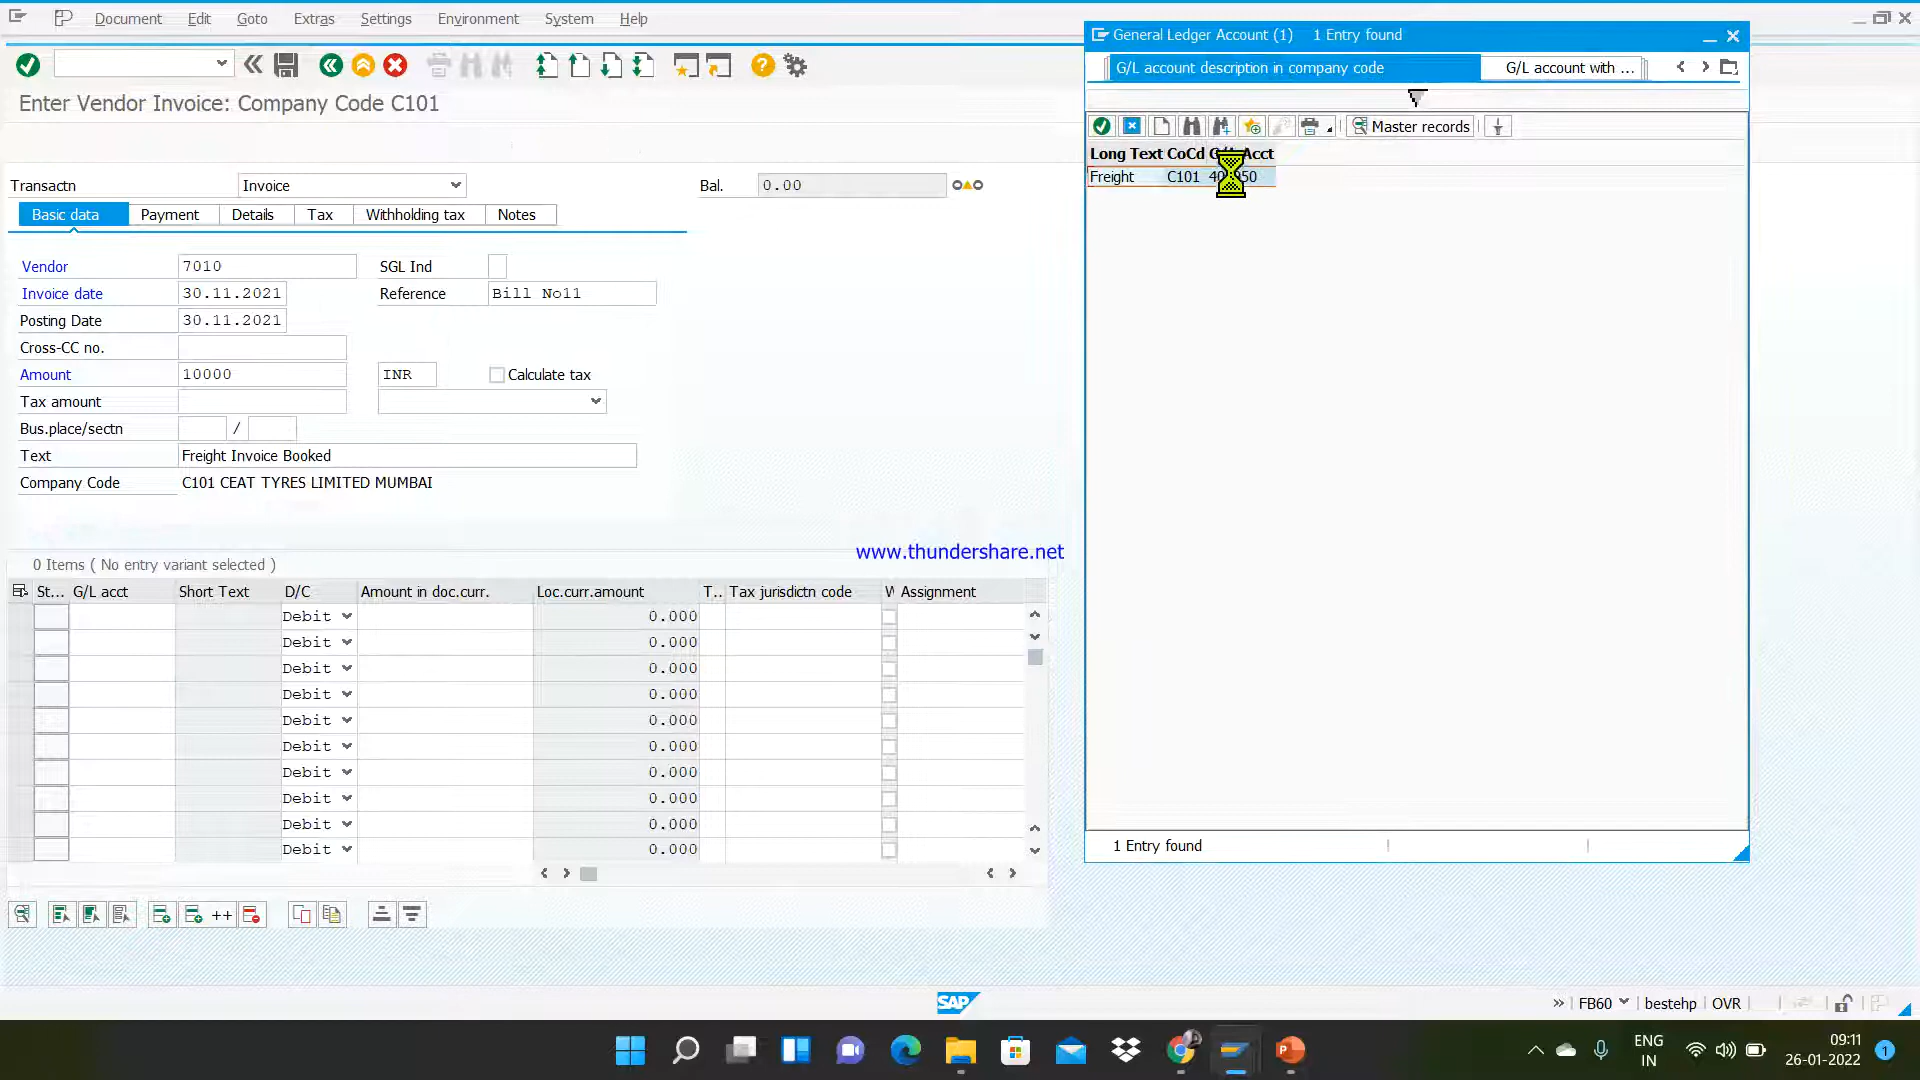 Document Edit Goto Extras Settings Environment System Help
Enter Vendor Invoice: Company Code C101
Transactn Invoice Bal. 0.00
Basic data Payment Details Tax Withholding tax Notes
Vendor 7010 SGL Ind
Invoice date 30.11.2021 Reference Bill No11
Posting Date 30.11.2021
Cross-CC no.
Amount 10000 INR Calculate tax
Tax amount
Bus.place/sectn /
Text Freight Invoice Booked
Company Code C101 CEAT TYRES LIMITED MUMBAI
www.thundershare.net
0 Items ( No entry variant selected )
St... G/L acct Short Text D/C Amount in doc.curr. Loc.curr.amount T.. Tax jurisdictn code W Assignment
Debit 0.000
Debit 0.000
Debit 0.000
Debit 0.000
Debit 0.000
Debit 0.000
Debit 0.000
Debit 0.000
Debit 0.000
Debit 0.000
General Ledger Account (1) 1 Entry found
G/L account description in company code G/L account with ...
Master records
Long Text CoCd Acct
Freight C101
1 Entry found
SAP
FB60 bestehp OVR
ENG
IN
09:11
26-01-2022
1